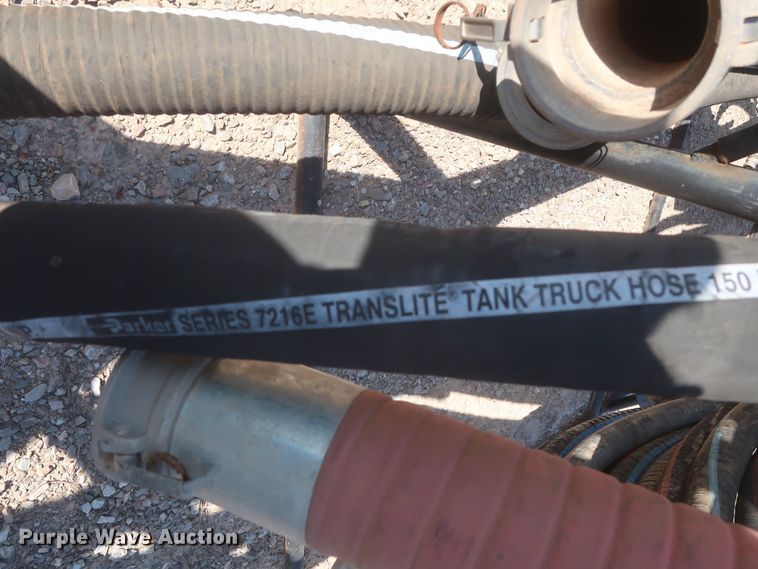 Parker SERIES 7216E TRANSLITE® TANK TRUCK HOSE 150
Purple Wave Auction